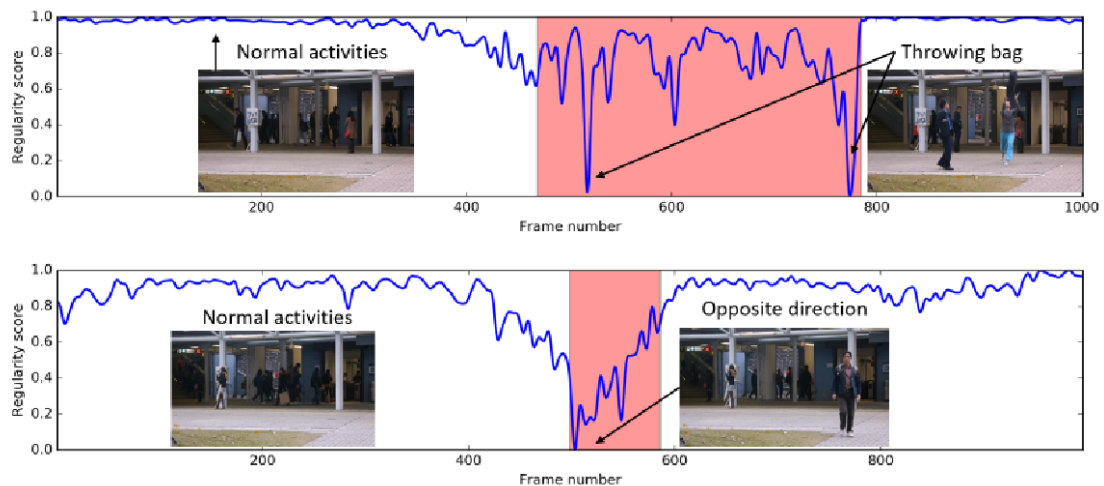 1.0
0.8
0.6
0.4
0.2
0.0
Regularity score
Normal activities
Throwing bag
200
400
600
800
1000
Frame number
1.0
0.8
0.6
0.4
0.2
0.0
Regularity score
Normal activities
Opposite direction
200
400
600
800
Frame number